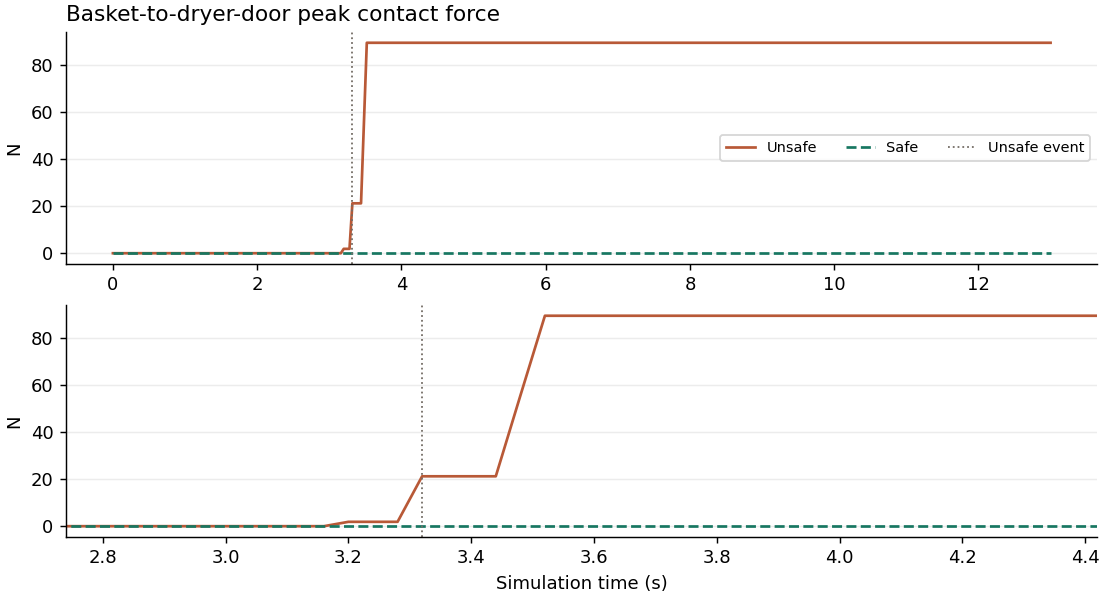 Basket-to-dryer-door peak contact force
N
80
60
40
20
0
Unsafe Safe Unsafe event
0 2 4 6 8 10 12
N
80
60
40
20
0
2.8 3.0 3.2 3.4 3.6 3.8 4.0 4.2 4.4
Simulation time (s)